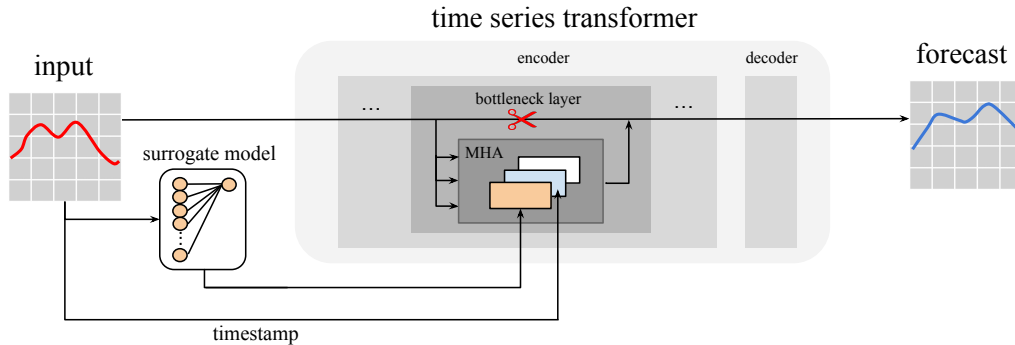 time series transformer
input
encoder
decoder
forecast
...
bottleneck layer
...
surrogate model
MHA
timestamp